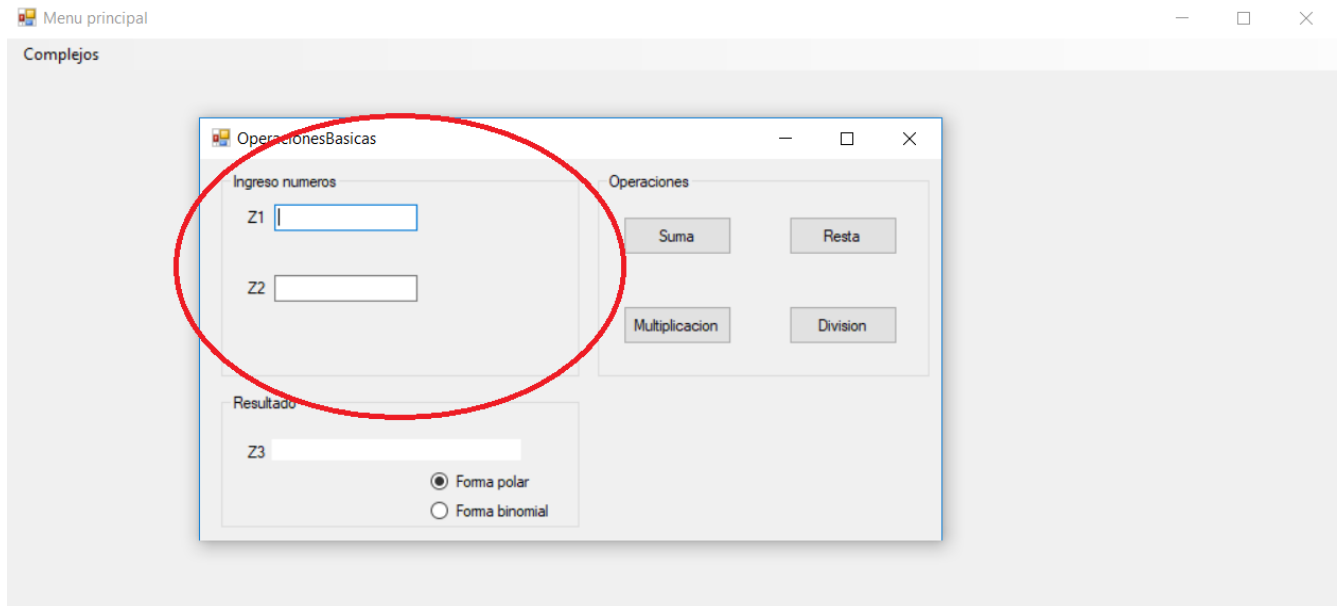 Menu principal
Complejos
OperacionesBasicas
Ingreso numeros
Z1
Z2
Operaciones
Suma Resta
Multiplicacion Division
Resultado
Z3
Forma polar
Forma binomial